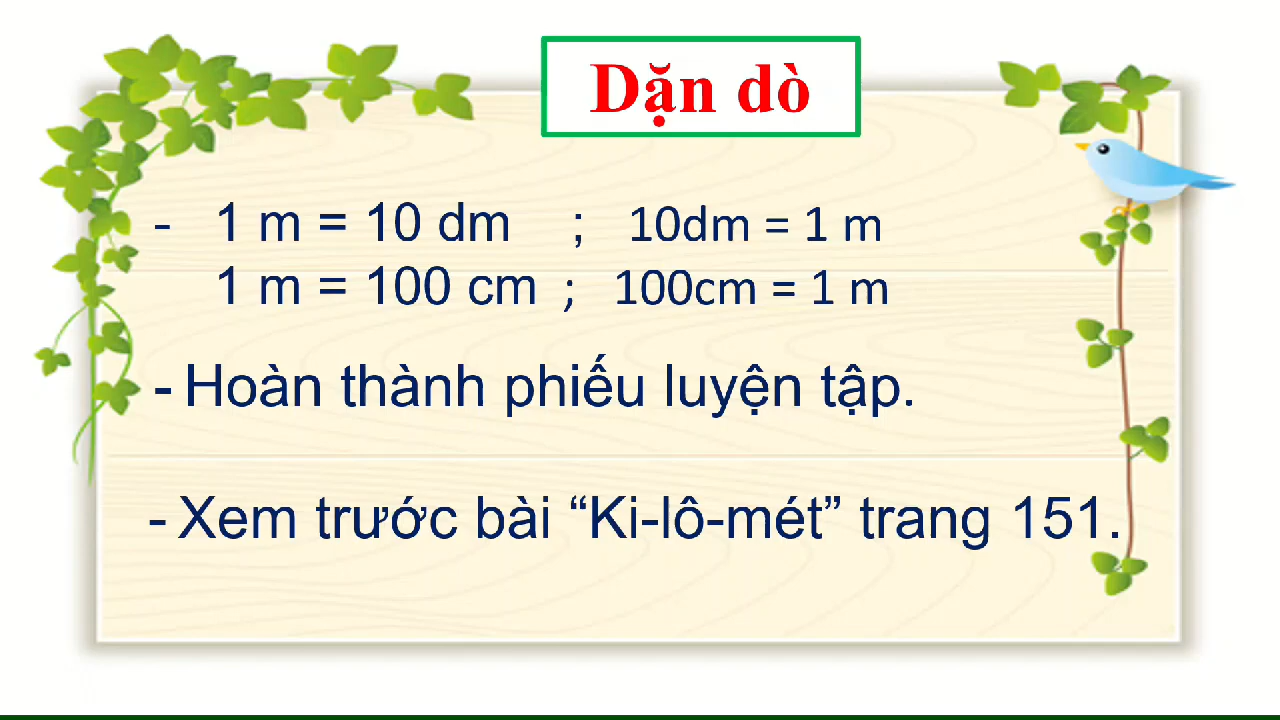 Dặn dò
- 1 m = 10 dm ; 10dm = 1 m
1 m = 100 cm ; 100cm = 1 m
- Hoàn thành phiếu luyện tập.
- Xem trước bài “Ki-lô-mét” trang 151.